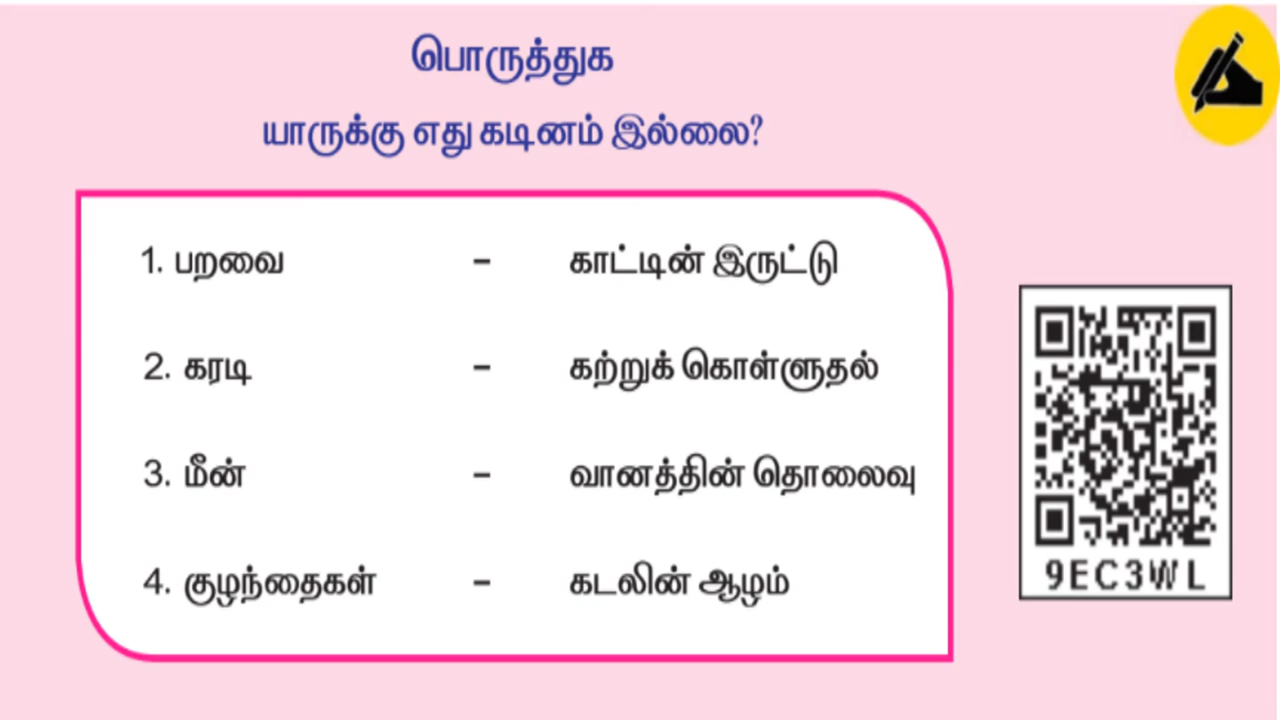 பொருத்துக
யாருக்கு எது கடினம் இல்லை?
1. பறவை – காட்டின் இருட்டு
2. கரடி – கற்றுக் கொள்ளுதல்
3. மீன் – வானத்தின் தொலைவு
4. குழந்தைகள் – கடலின் ஆழம்
9EC3WL